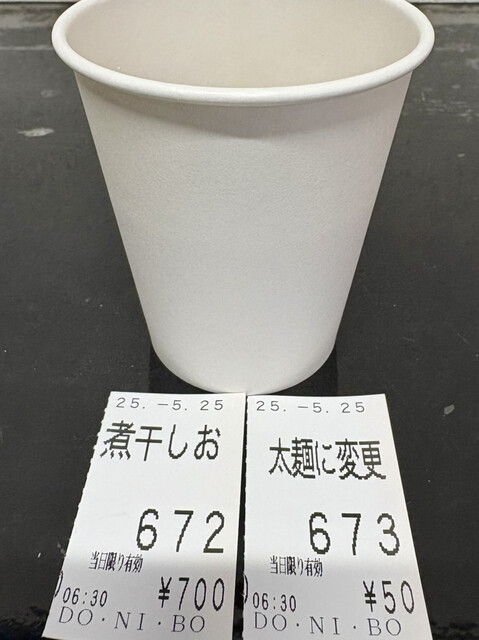 25.-5.25
煮干しお
672
当日限り有効
06:30 ¥700
DO・NI・BO
25.-5.25
太麺に変更
673
当日限り有効
06:30 ¥50
DO・NI・BO